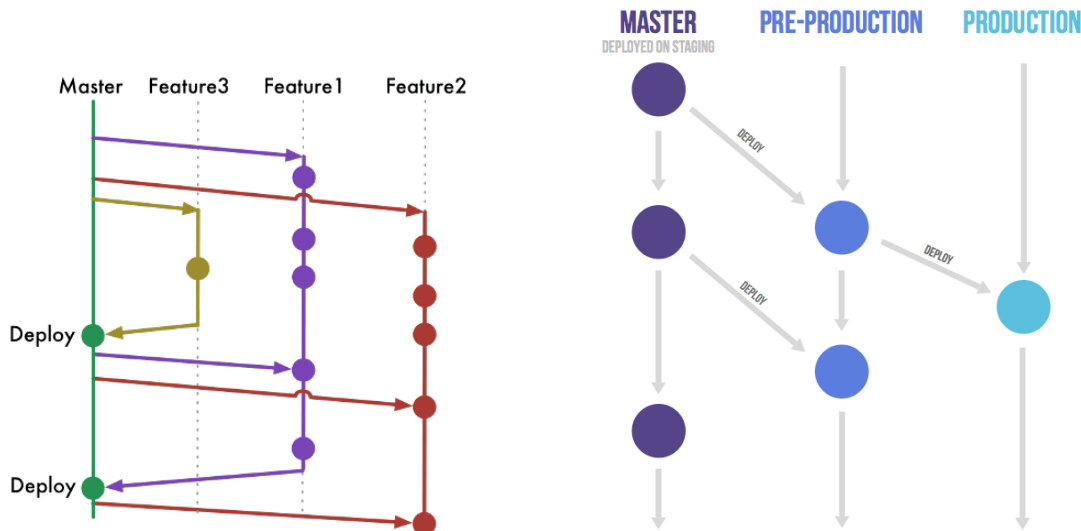 Master Feature3 Feature1 Feature2
Deploy
Deploy
MASTER PRE-PRODUCTION PRODUCTION
DEPLOYED ON STAGING
DEPLOY
DEPLOY
DEPLOY